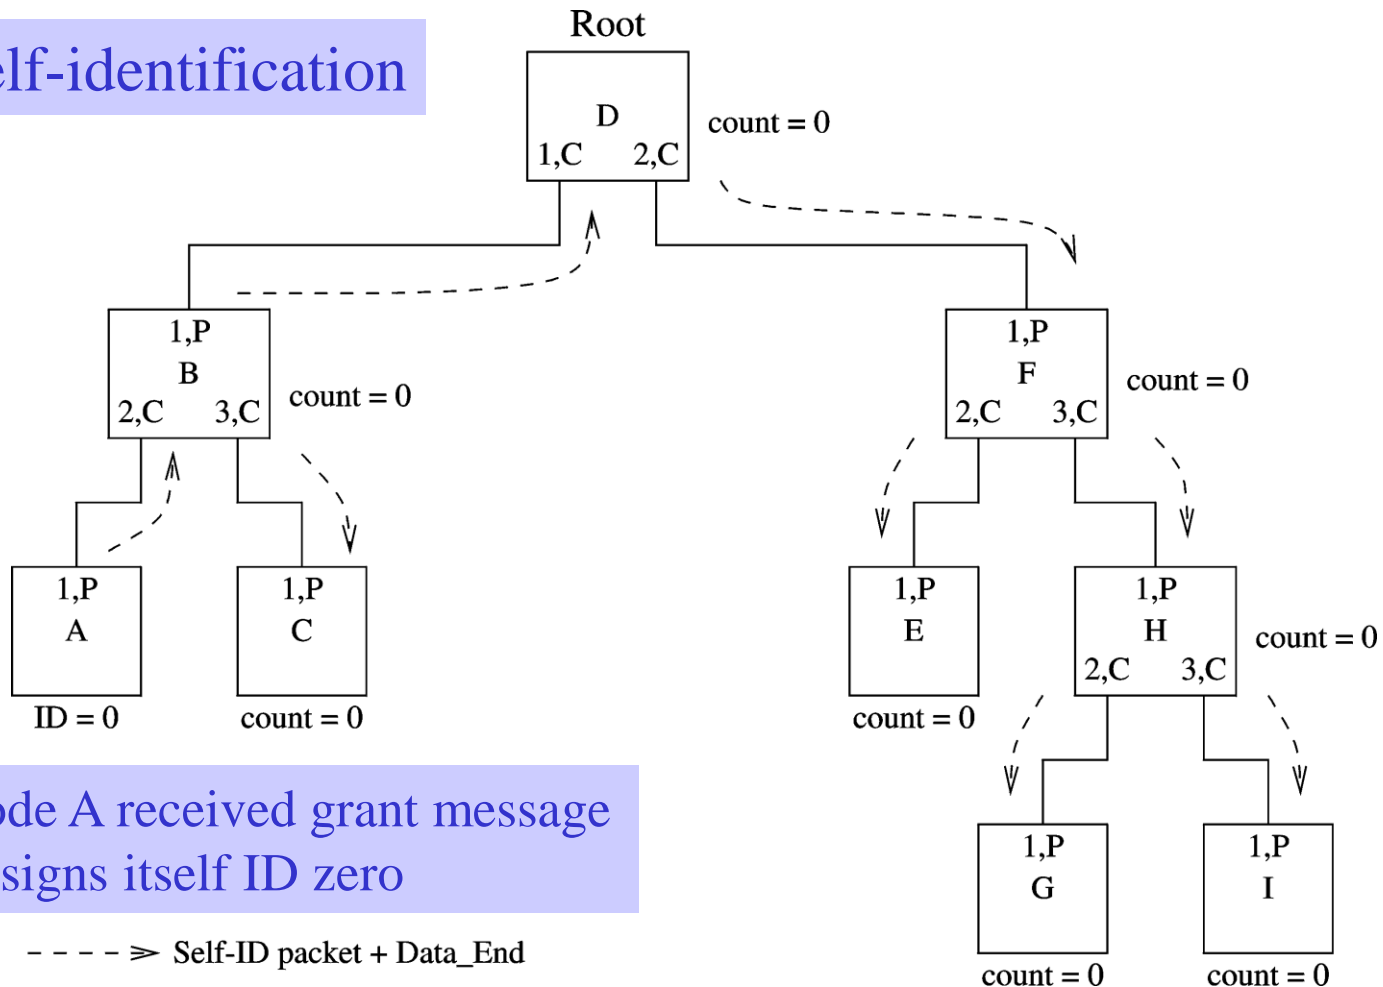 Root
elf-identification
D
count = 0
1,C 2,C
1,P
B
2,C 3,C
count = 0
1,P
F
2,C 3,C
count = 0
1,P
A
ID = 0
1,P
C
count = 0
1,P
E
count = 0
1,P
H
2,C 3,C
count = 0
ode A received grant message
signs itself ID zero
1,P
G
count = 0
1,P
I
count = 0
Self-ID packet + Data_End